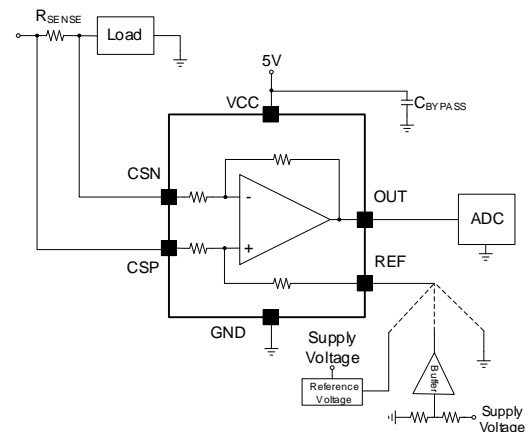 RSENSE
Load
5V
VCC
CBYPASS
CSN
-
OUT
ADC
+
CSP
REF
GND
Supply
Voltage
Reference
Voltage
Buffer
Supply
Voltage